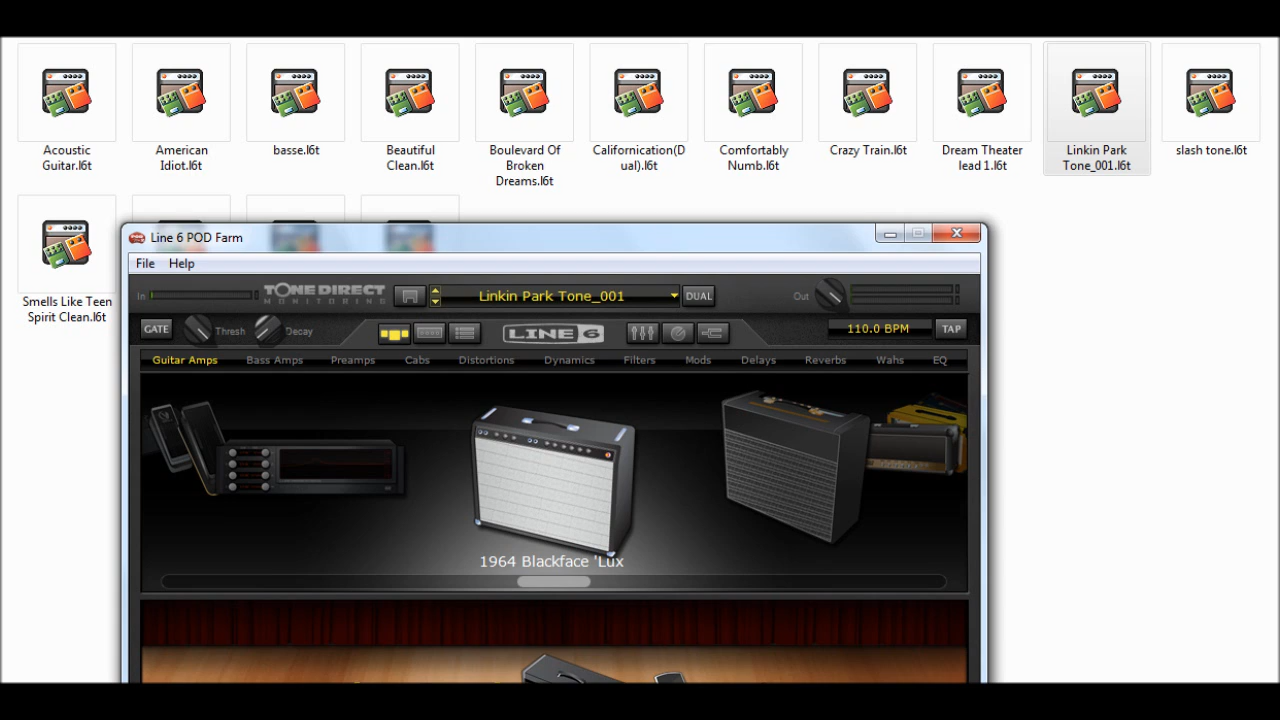 Acoustic
Guitar.l6t
American
Idiot.l6t
basse.l6t
Beautiful
Clean.l6t
Boulevard Of
Broken
Dreams.l6t
Californication(D
ual).l6t
Comfortably
Numb.l6t
Crazy Train.l6t
Dream Theater
lead 1.l6t
Linkin Park
Tone_001.l6t
slash tone.l6t
Smells Like Teen
Spirit Clean.l6t
Line 6 POD Farm
File Help
In
TONE DIRECT
MONITORING
Linkin Park Tone_001
DUAL
Out
GATE
Thresh
Decay
LINE 6
110.0 BPM
TAP
Guitar Amps Bass Amps Preamps Cabs Distortions Dynamics Filters Mods Delays Reverbs Wahs EQ
1964 Blackface 'Lux